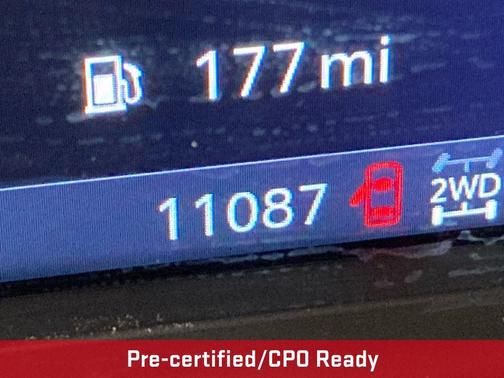 177 mi
11087
2WD
Pre-certified/CPO Ready